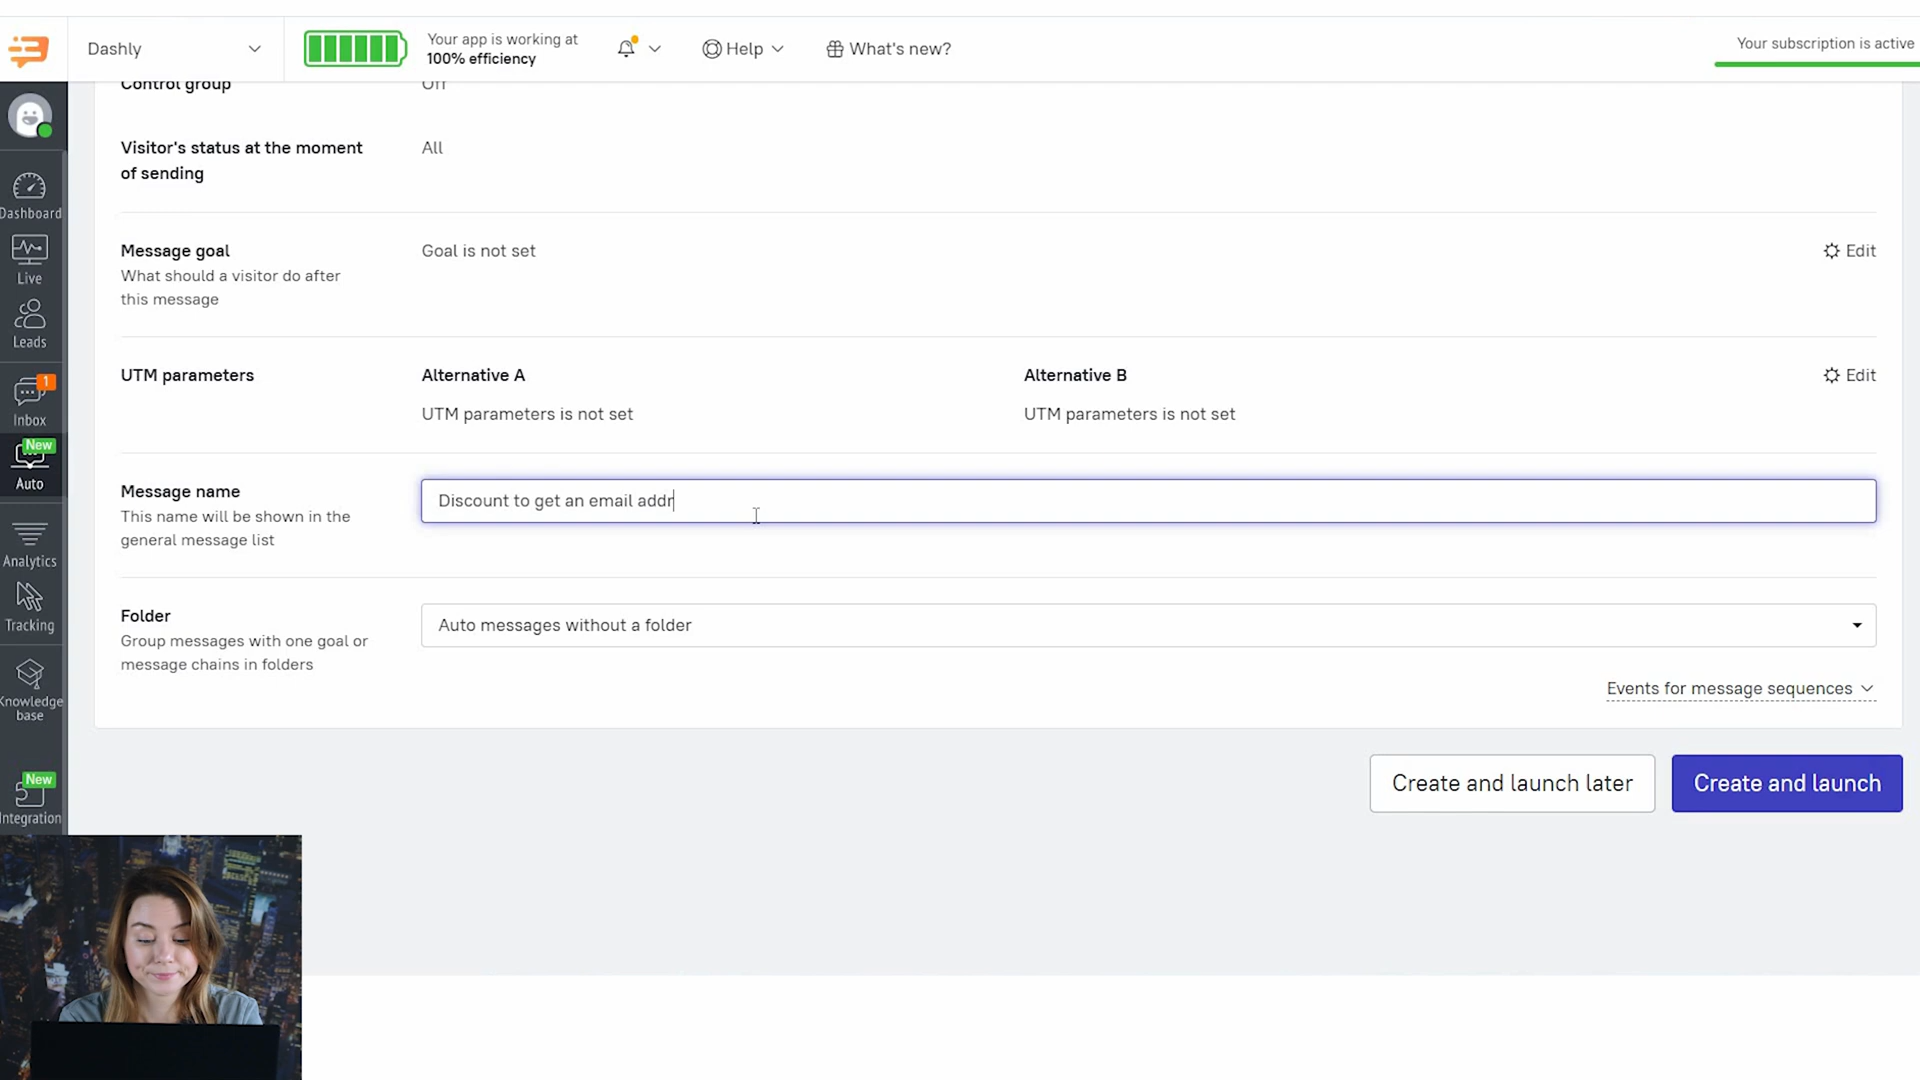 Dashly
Your app is working at
100% efficiency
Help
What's new?
Your subscription is active
Control group
Off
Visitor's status at the moment
of sending
All
Dashboard
Live
Leads
1
Inbox
New
Auto
Analytics
Tracking
Knowledge
base
New
Integration
Message goal
What should a visitor do after
this message
Goal is not set
Edit
UTM parameters
Alternative A
Alternative B
Edit
UTM parameters is not set
UTM parameters is not set
Message name
This name will be shown in the
general message list
Discount to get an email addr
Folder
Group messages with one goal or
message chains in folders
Auto messages without a folder
Events for message sequences
Create and launch later
Create and launch